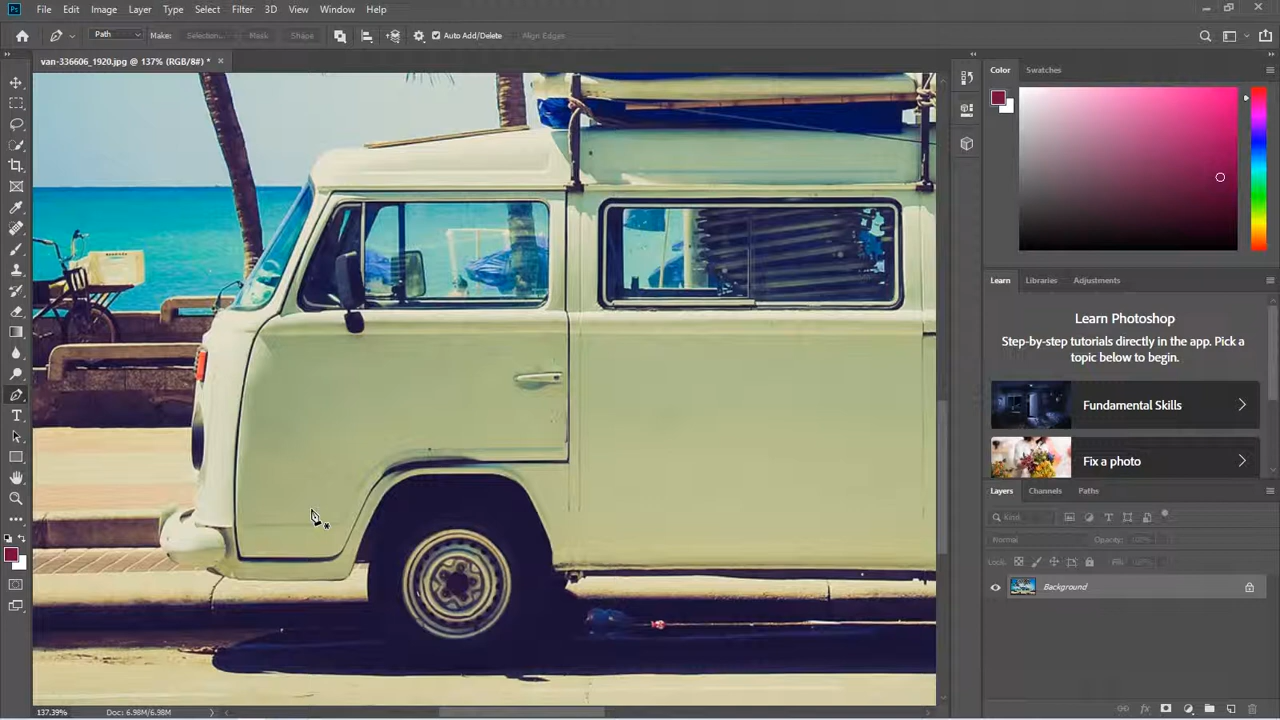 Ps File Edit Image Layer Type Select Filter 3D View Window Help
Path Make: Selection... Mask Shape Auto Add/Delete Align Edges
van-336606_1920.jpg @ 137% (RGB/8#) * ×
Color Swatches
Learn Libraries Adjustments
Learn Photoshop
Step-by-step tutorials directly in the app. Pick a
topic below to begin.
Fundamental Skills
Fix a photo
Layers Channels Paths
Kind
Normal Opacity: 100%
Lock: Fill: 100%
Background
137.39% Doc: 6.98M/6.98M